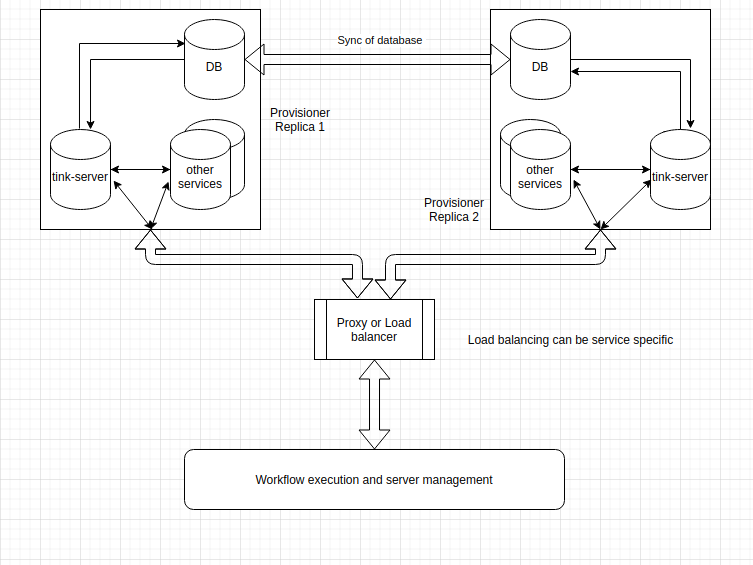 Sync of database
DB
DB
Provisioner
Replica 1
tink-server
other
services
other
services
tink-server
Provisioner
Replica 2
Proxy or Load
balancer
Load balancing can be service specific
Workflow execution and server management